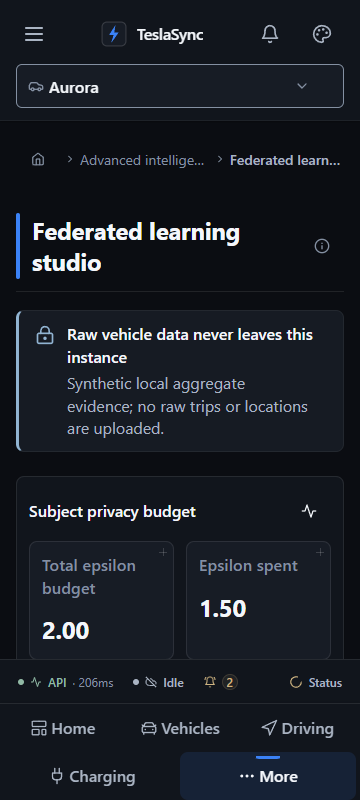 TeslaSync
Aurora
Advanced intellige... Federated learn...
Federated learning
studio
Raw vehicle data never leaves this
instance
Synthetic local aggregate
evidence; no raw trips or locations
are uploaded.
Subject privacy budget
Total epsilon
budget
2.00
Epsilon spent
1.50
API · 206ms Idle 2 Status
Home Vehicles Driving
Charging More